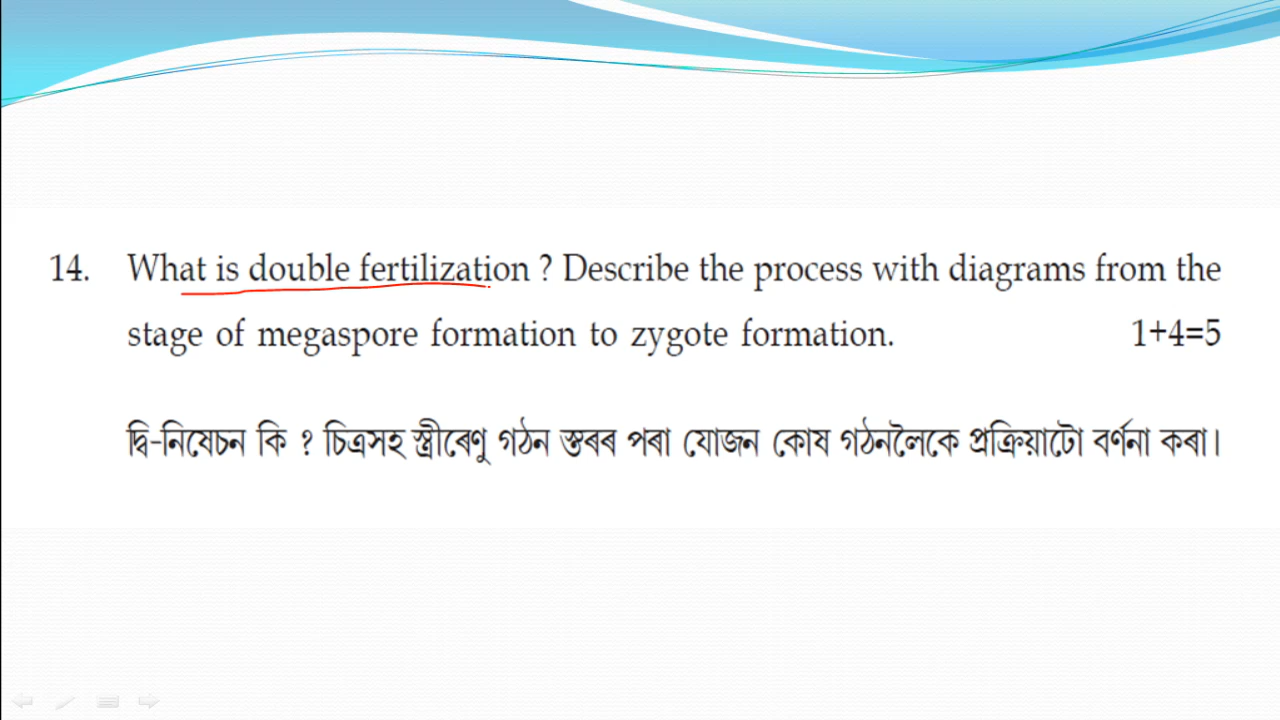 14. What is double fertilization ? Describe the process with diagrams from the
stage of megaspore formation to zygote formation. 1+4=5
দ্বি-নিষেচন কি ? চিত্ৰসহ স্ত্ৰীৰেণু গঠন স্তৰৰ পৰা যোজন কোষ গঠনলৈকে প্ৰক্ৰিয়াটো বৰ্ণনা কৰা।